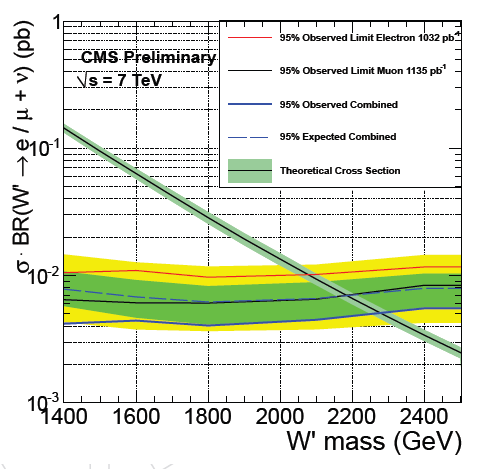 1
10-1
10-2
10-3
σ· BR(W' → e / μ + ν) (pb)
CMS Preliminary
√s = 7 TeV
95% Observed Limit Electron 1032 pb-1
95% Observed Limit Muon 1135 pb-1
95% Observed Combined
95% Expected Combined
Theoretical Cross Section
1400 1600 1800 2000 2200 2400
W' mass (GeV)